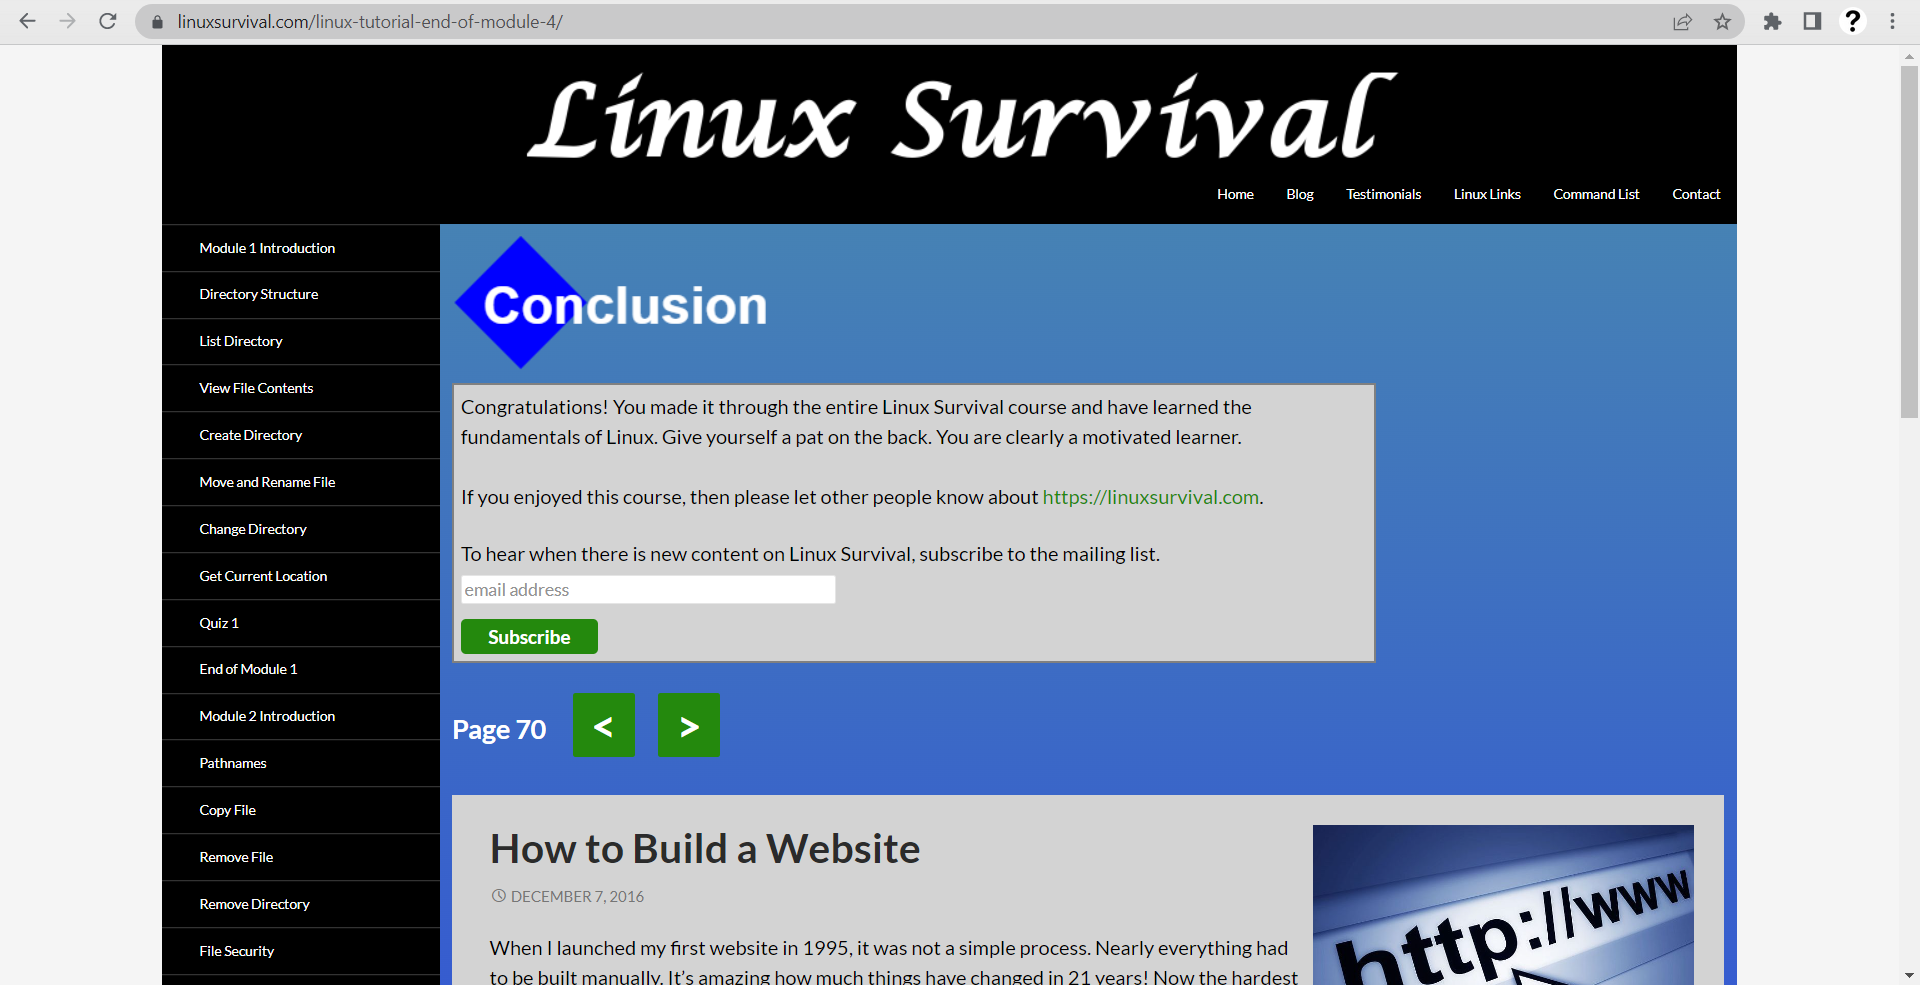 linuxsurvival.com/linux-tutorial-end-of-module-4/
Linux Survival
Home Blog Testimonials Linux Links Command List Contact
Module 1 Introduction
Directory Structure
List Directory
View File Contents
Create Directory
Move and Rename File
Change Directory
Get Current Location
Quiz 1
End of Module 1
Module 2 Introduction
Pathnames
Copy File
Remove File
Remove Directory
File Security
Conclusion
Congratulations! You made it through the entire Linux Survival course and have learned the
fundamentals of Linux. Give yourself a pat on the back. You are clearly a motivated learner.
If you enjoyed this course, then please let other people know about https://linuxsurvival.com.
To hear when there is new content on Linux Survival, subscribe to the mailing list.
email address
Subscribe
Page 70 < >
How to Build a Website
DECEMBER 7, 2016
When I launched my first website in 1995, it was not a simple process. Nearly everything had
to be built manually. It’s amazing how much things have changed in 21 years! Now the hardest
http://www